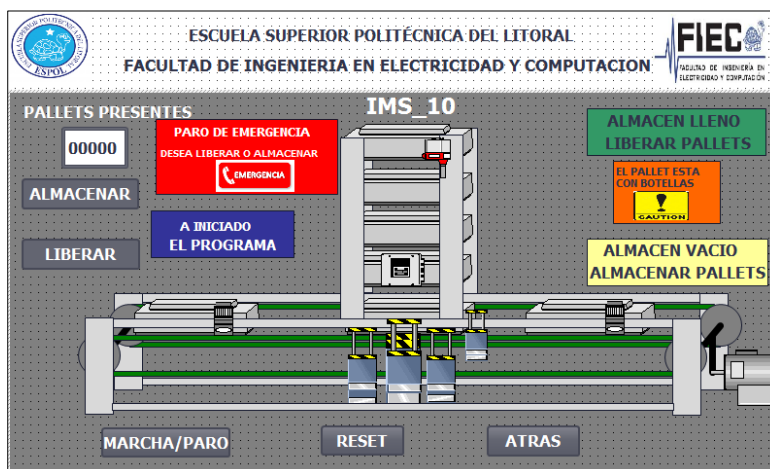 ESCUELA SUPERIOR POLITÉCNICA DEL LITORAL
FACULTAD DE INGENIERIA EN ELECTRICIDAD Y COMPUTACION
ESPOL
FIEC
FACULTAD DE INGENIERÍA EN
ELECTRICIDAD Y COMPUTACIÓN
PALLETS PRESENTES
00000
ALMACENAR
LIBERAR
PARO DE EMERGENCIA
DESEA LIBERAR O ALMACENAR
EMERGENCIA
A INICIADO
EL PROGRAMA
IMS_10
ALMACEN LLENO
LIBERAR PALLETS
EL PALLET ESTA
CON BOTELLAS
CAUTION
ALMACEN VACIO
ALMACENAR PALLETS
MARCHA/PARO
RESET
ATRAS